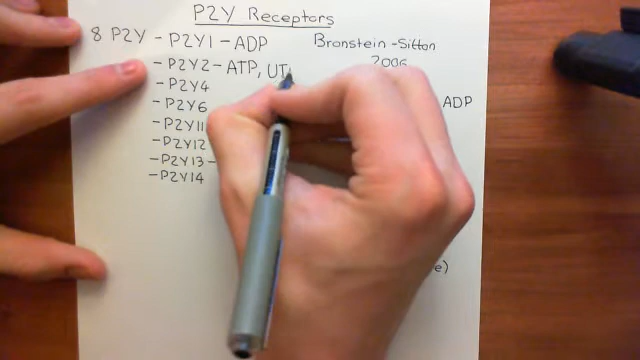 P2Y Receptors
8 P2Y - P2Y1 - ADP Bronstein-Sitton
- P2Y2 - ATP, UT 2006
- P2Y4
- P2Y6 ADP
- P2Y11
- P2Y12
- P2Y13 -
- P2Y14
e)